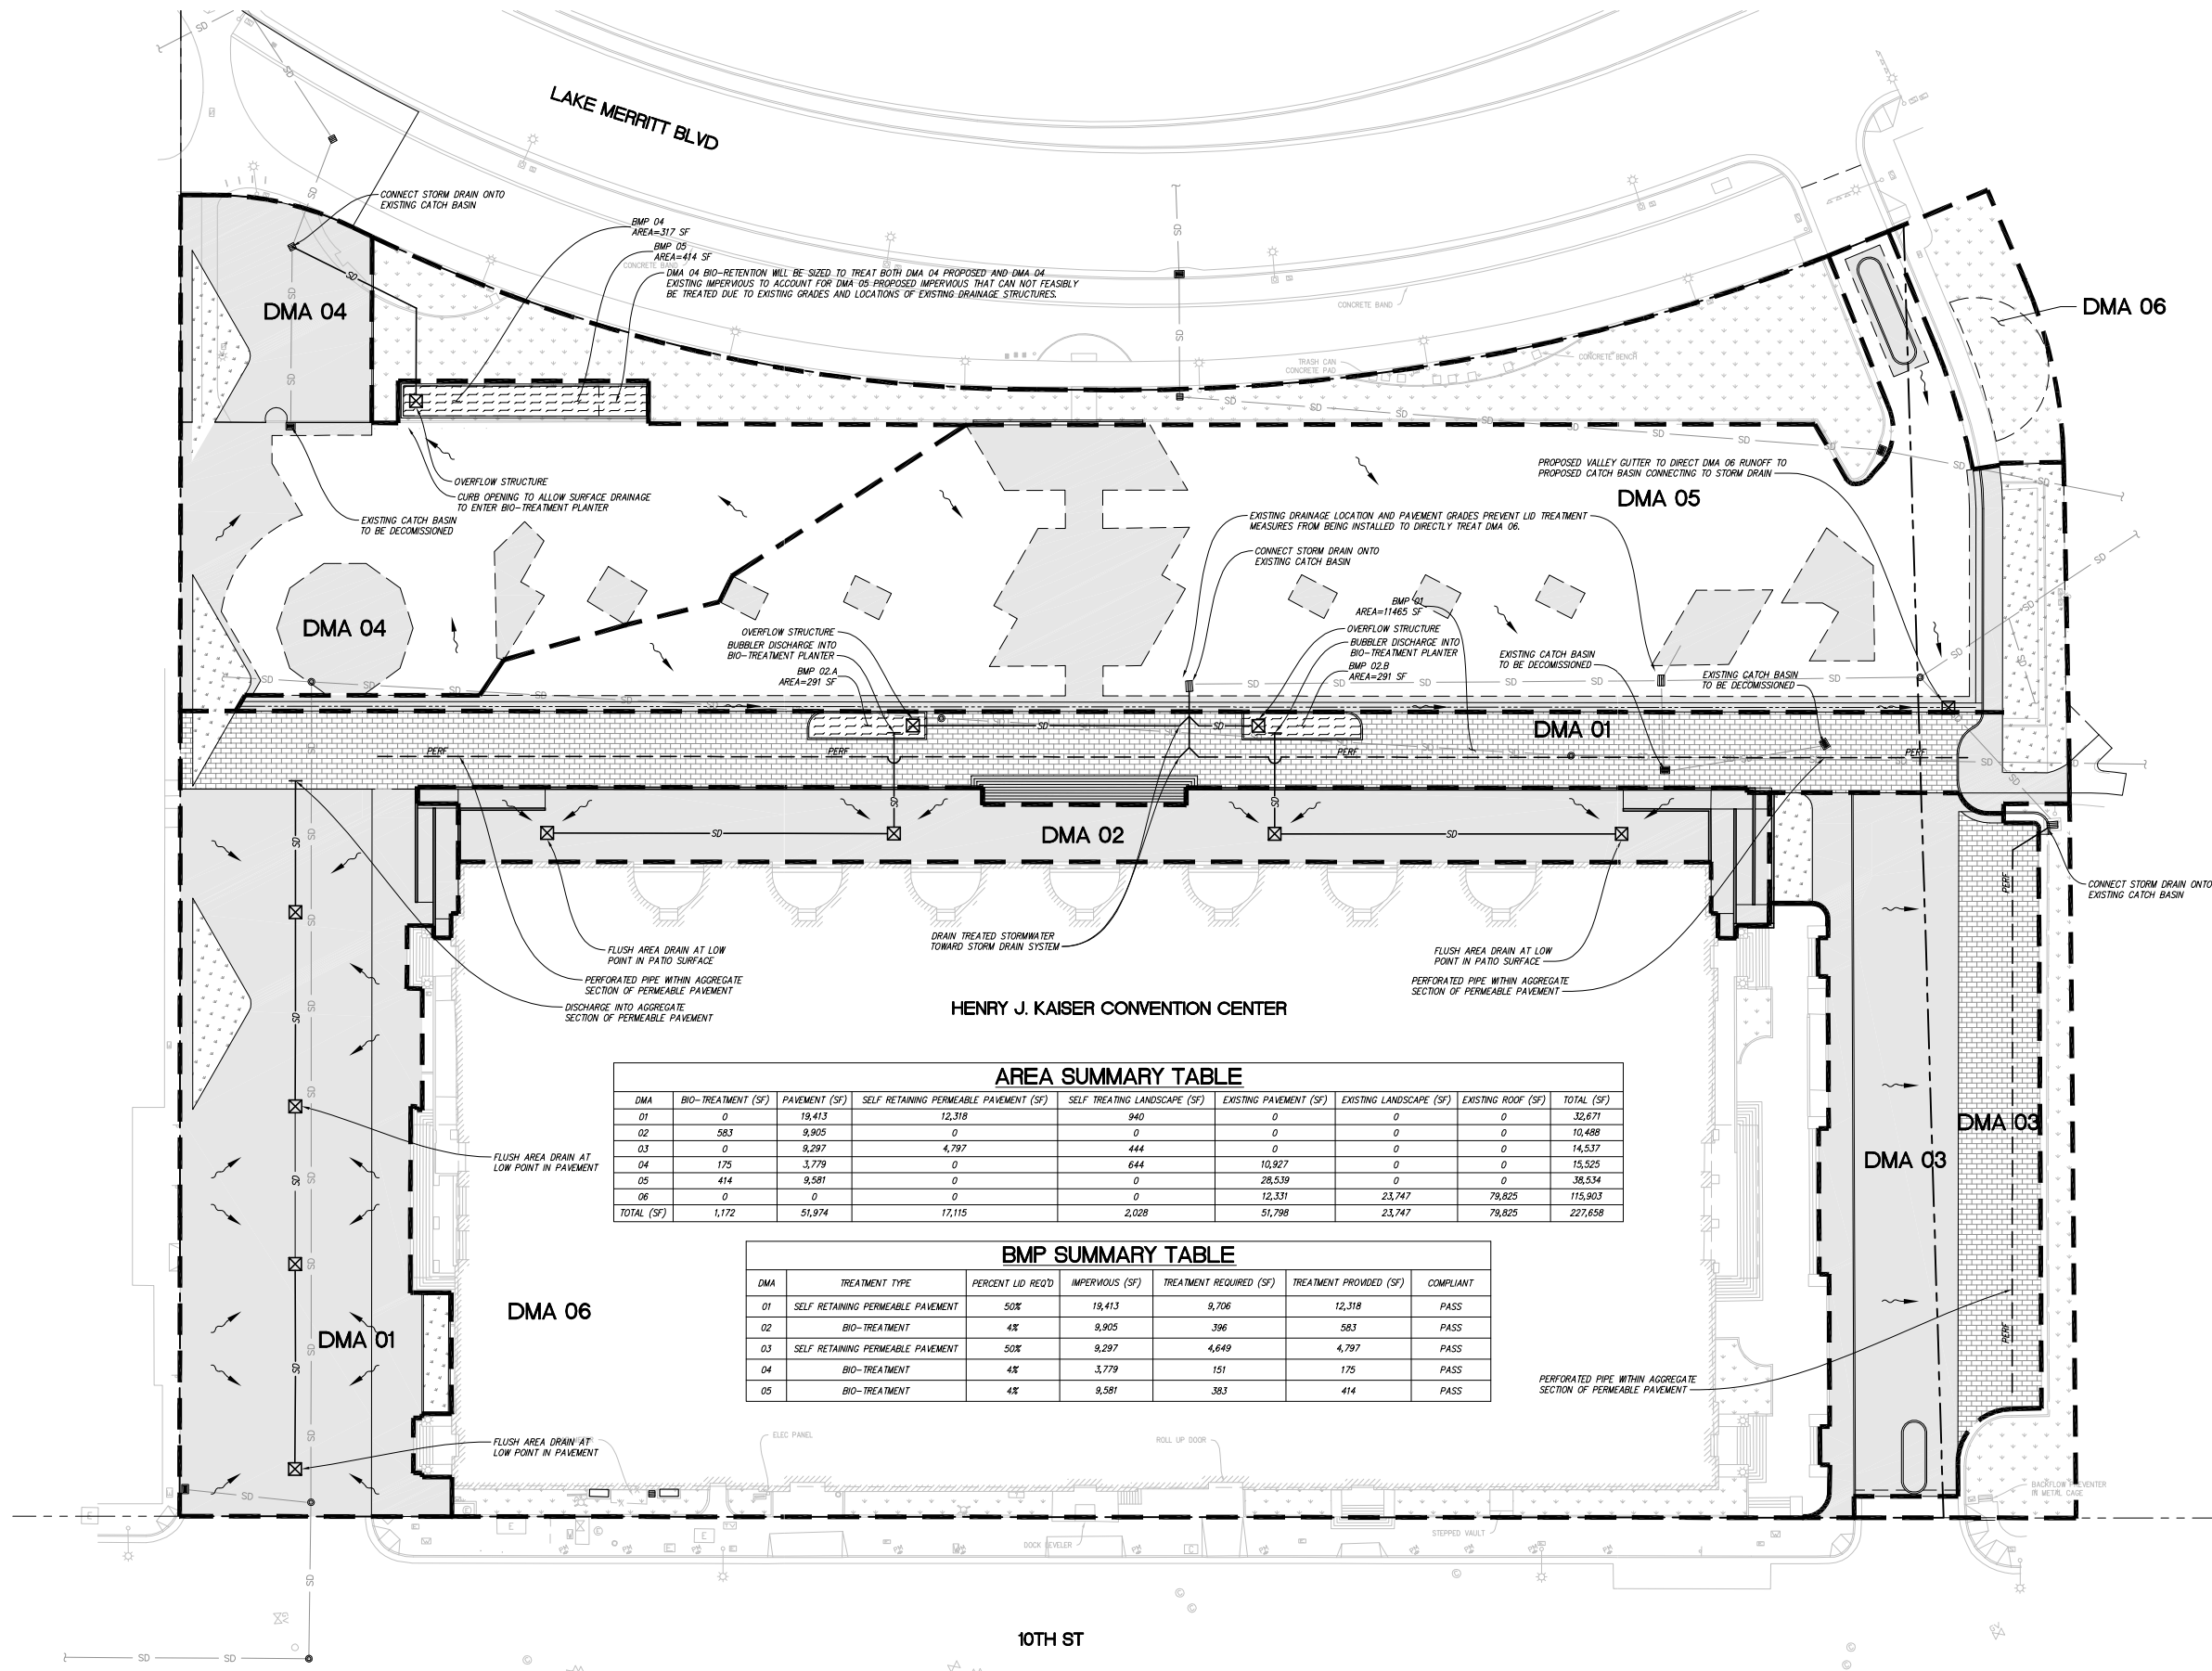 LAKE MERRITT BLVD
CONNECT STORM DRAIN ONTO
EXISTING CATCH BASIN
BMP 04
AREA=317 SF
BMP 05
AREA=414 SF
CONCRETE BAND
DMA 04 BIO-RETENTION WILL BE SIZED TO TREAT BOTH DMA 04 PROPOSED AND DMA 04
EXISTING IMPERVIOUS TO ACCOUNT FOR DMA 05 PROPOSED IMPERVIOUS THAT CAN NOT FEASIBLY
BE TREATED DUE TO EXISTING GRADES AND LOCATIONS OF EXISTING DRAINAGE STRUCTURES.
CONCRETE BAND
DMA 04
DMA 06
TRASH CAN
CONCRETE PAD
CONCRETE BENCH
OVERFLOW STRUCTURE
CURB OPENING TO ALLOW SURFACE DRAINAGE
TO ENTER BIO-TREATMENT PLANTER
EXISTING CATCH BASIN
TO BE DECOMISSIONED
PROPOSED VALLEY GUTTER TO DIRECT DMA 06 RUNOFF TO
PROPOSED CATCH BASIN CONNECTING TO STORM DRAIN
DMA 05
EXISTING DRAINAGE LOCATION AND PAVEMENT GRADES PREVENT LID TREATMENT
MEASURES FROM BEING INSTALLED TO DIRECTLY TREAT DMA 06.
CONNECT STORM DRAIN ONTO
EXISTING CATCH BASIN
BMP 01
AREA=11465 SF
DMA 04
OVERFLOW STRUCTURE
BUBBLER DISCHARGE INTO
BIO-TREATMENT PLANTER
BMP 02.A
AREA=291 SF
OVERFLOW STRUCTURE
BUBBLER DISCHARGE INTO
BIO-TREATMENT PLANTER
BMP 02.B
AREA=291 SF
EXISTING CATCH BASIN
TO BE DECOMISSIONED
EXISTING CATCH BASIN
TO BE DECOMISSIONED
SD
SD
DMA 01
PERF
PERF
PERF
PERF
SD
DMA 02
SD
CONNECT STORM DRAIN ONTO
EXISTING CATCH BASIN
FLUSH AREA DRAIN AT LOW
POINT IN PATIO SURFACE
DRAIN TREATED STORMWATER
TOWARD STORM DRAIN SYSTEM
FLUSH AREA DRAIN AT LOW
POINT IN PATIO SURFACE
PERFORATED PIPE WITHIN AGGREGATE
SECTION OF PERMEABLE PAVEMENT
PERFORATED PIPE WITHIN AGGREGATE
SECTION OF PERMEABLE PAVEMENT
DISCHARGE INTO AGGREGATE
SECTION OF PERMEABLE PAVEMENT
HENRY J. KAISER CONVENTION CENTER
AREA SUMMARY TABLE
DMA BIO-TREATMENT (SF) PAVEMENT (SF) SELF RETAINING PERMEABLE PAVEMENT (SF) SELF TREATING LANDSCAPE (SF) EXISTING PAVEMENT (SF) EXISTING LANDSCAPE (SF) EXISTING ROOF (SF) TOTAL (SF)
01 0 19,413 12,318 940 0 0 0 32,671
02 583 9,905 0 0 0 0 0 10,488
03 0 9,297 4,797 444 0 0 0 14,537
04 175 3,779 0 644 10,927 0 0 15,525
05 414 9,581 0 0 28,539 0 0 38,534
06 0 0 0 0 12,331 23,747 79,825 115,903
TOTAL (SF) 1,172 51,974 17,115 2,028 51,798 23,747 79,825 227,658
FLUSH AREA DRAIN AT
LOW POINT IN PAVEMENT
DMA 03
DMA 03
BMP SUMMARY TABLE
DMA TREATMENT TYPE PERCENT LID REQ'D IMPERVIOUS (SF) TREATMENT REQUIRED (SF) TREATMENT PROVIDED (SF) COMPLIANT
01 SELF RETAINING PERMEABLE PAVEMENT 50% 19,413 9,706 12,318 PASS
02 BIO-TREATMENT 4% 9,905 396 583 PASS
03 SELF RETAINING PERMEABLE PAVEMENT 50% 9,297 4,649 4,797 PASS
04 BIO-TREATMENT 4% 3,779 151 175 PASS
05 BIO-TREATMENT 4% 9,581 383 414 PASS
DMA 06
DMA 01
PERFORATED PIPE WITHIN AGGREGATE
SECTION OF PERMEABLE PAVEMENT
FLUSH AREA DRAIN AT
LOW POINT IN PAVEMENT
ELEC PANEL
ROLL UP DOOR
IN METAL CAGE
STEPPED VAULT
DOCK LEVELER
10TH ST